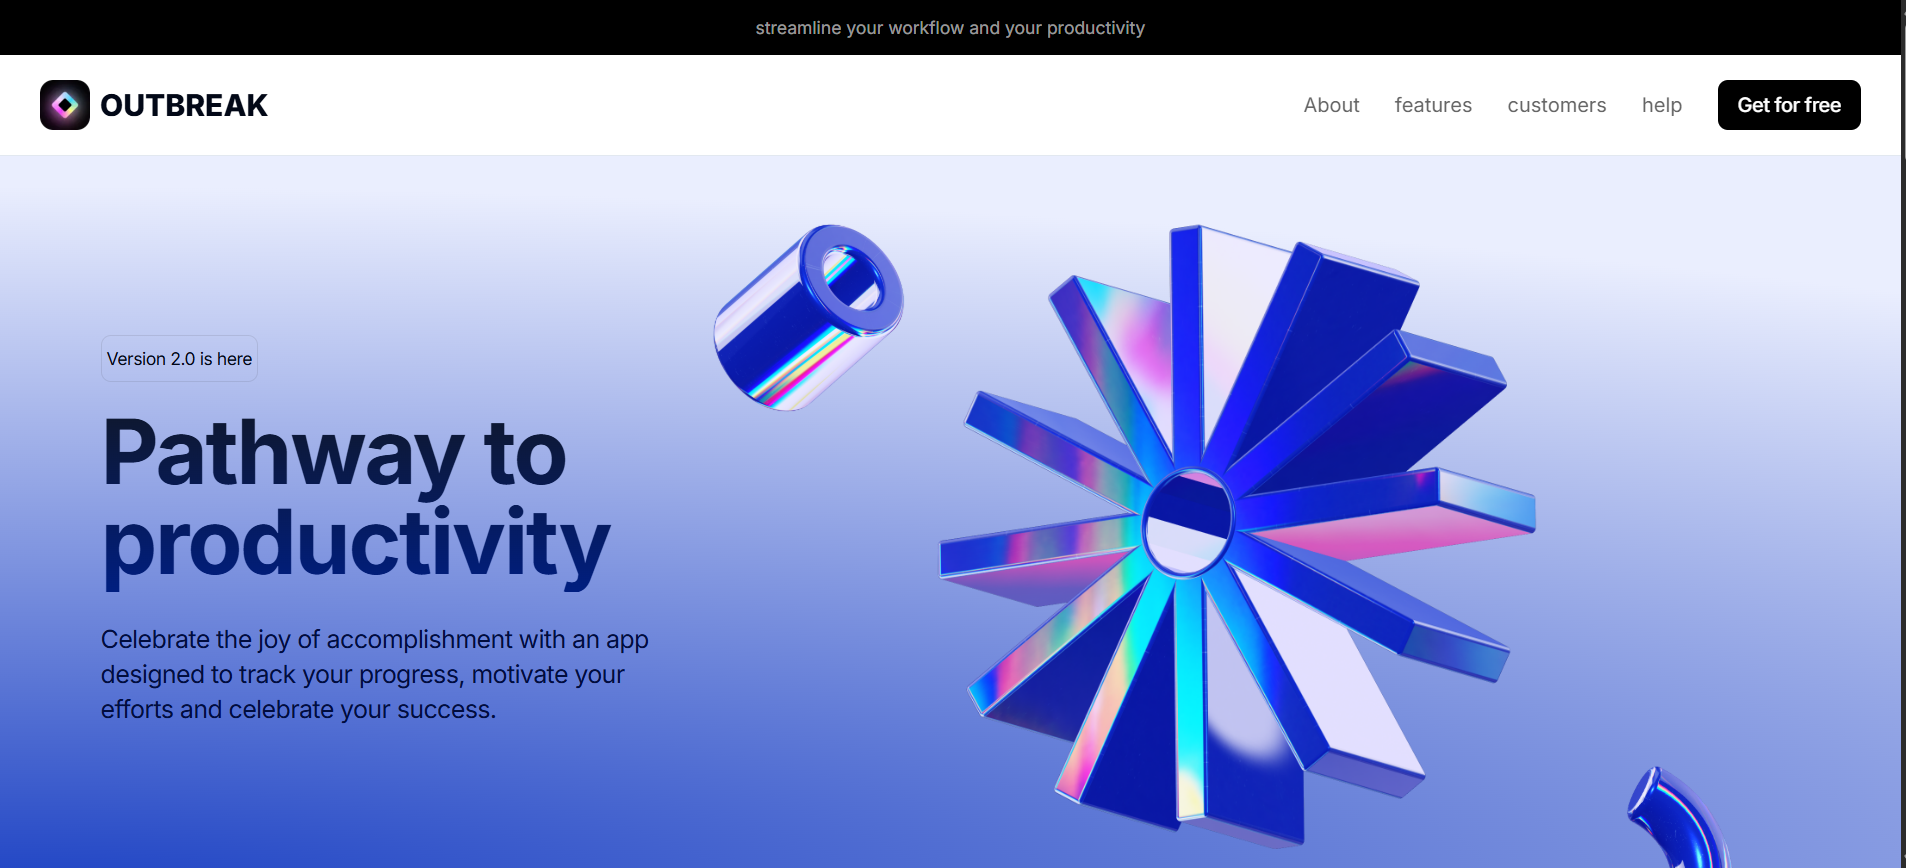 streamline your workflow and your productivity
OUTBREAK
About
features
customers
help
Get for free
Version 2.0 is here
Pathway to
productivity
Celebrate the joy of accomplishment with an app
designed to track your progress, motivate your
efforts and celebrate your success.